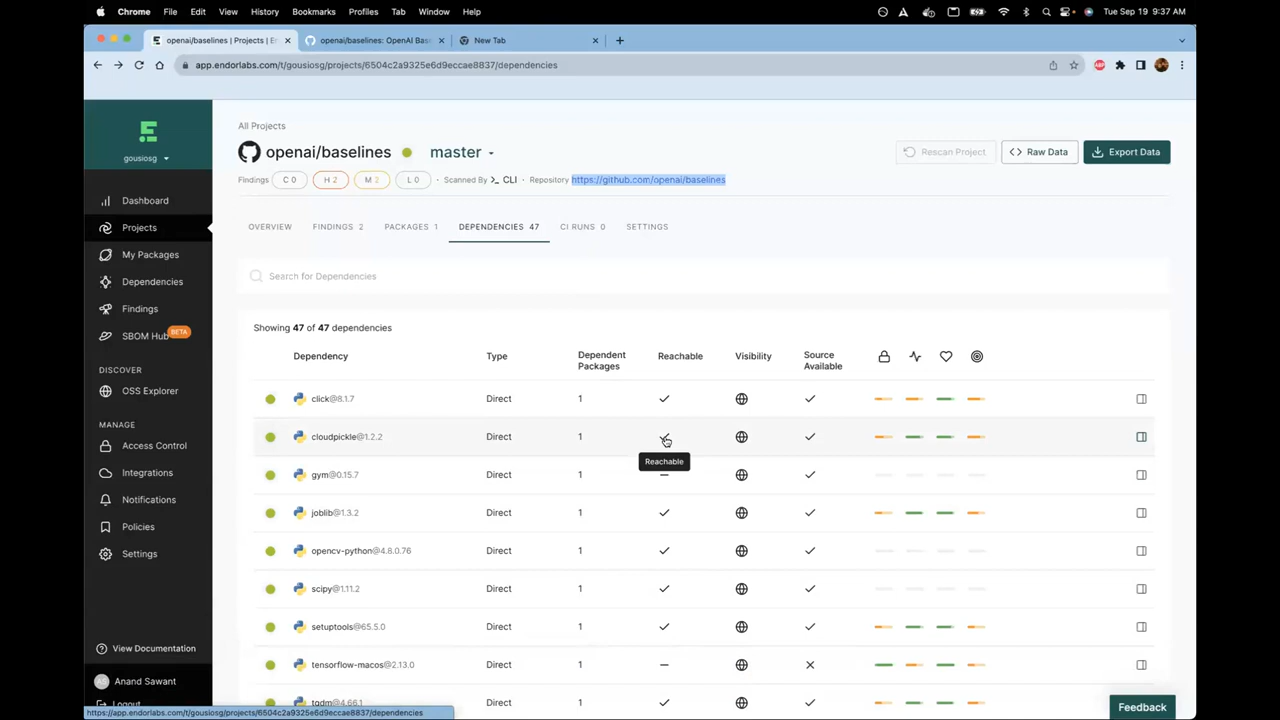 Chrome File Edit View History Bookmarks Profiles Tab Window Help Tue Sep 19 9:37 AM
openai/baselines | Projects | En openai/baselines: OpenAI Bas New Tab
app.endorlabs.com/t/gousiosg/projects/6504c2a9325e6d9eccae8837/dependencies
gousiosg
Dashboard
Projects
My Packages
Dependencies
Findings
SBOM Hub BETA
DISCOVER
OSS Explorer
MANAGE
Access Control
Integrations
Notifications
Policies
Settings
View Documentation
AS Anand Sawant
Logout
All Projects
openai/baselines master
Rescan Project <> Raw Data Export Data
Findings C 0 H 2 M 2 L 0 • Scanned By >_ CLI • Repository https://github.com/openai/baselines
OVERVIEW FINDINGS 2 PACKAGES 1 DEPENDENCIES 47 CI RUNS 0 SETTINGS
Search for Dependencies
Showing 47 of 47 dependencies
Dependency Type Dependent Packages Reachable Visibility Source Available
click@8.1.7 Direct 1
cloudpickle@1.2.2 Direct 1
Reachable
gym@0.15.7 Direct 1
joblib@1.3.2 Direct 1
opencv-python@4.8.0.76 Direct 1
scipy@1.11.2 Direct 1
setuptools@65.5.0 Direct 1
tensorflow-macos@2.13.0 Direct 1
tqdm@4.66.1 Direct 1
Feedback
https://app.endorlabs.com/t/gousiosg/projects/6504c2a9325e6d9eccae8837/dependencies